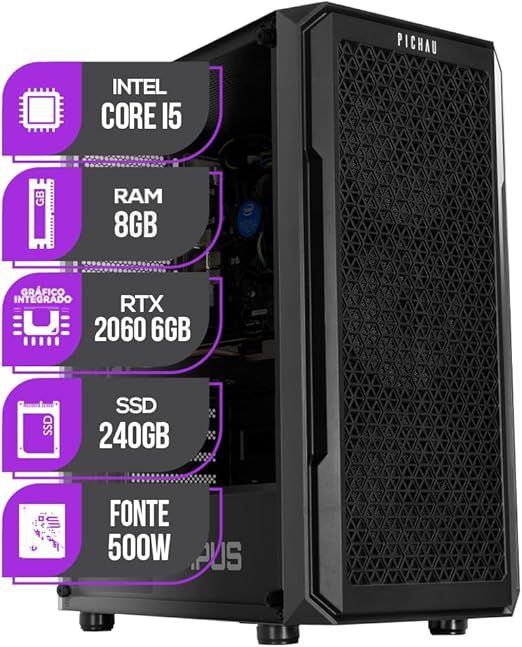 PICHAU
INTEL
CORE I5
GB
RAM
8GB
GRÁFICO
INTEGRADO
RTX
2060 6GB
SSD
SSD
240GB
FONTE
500W